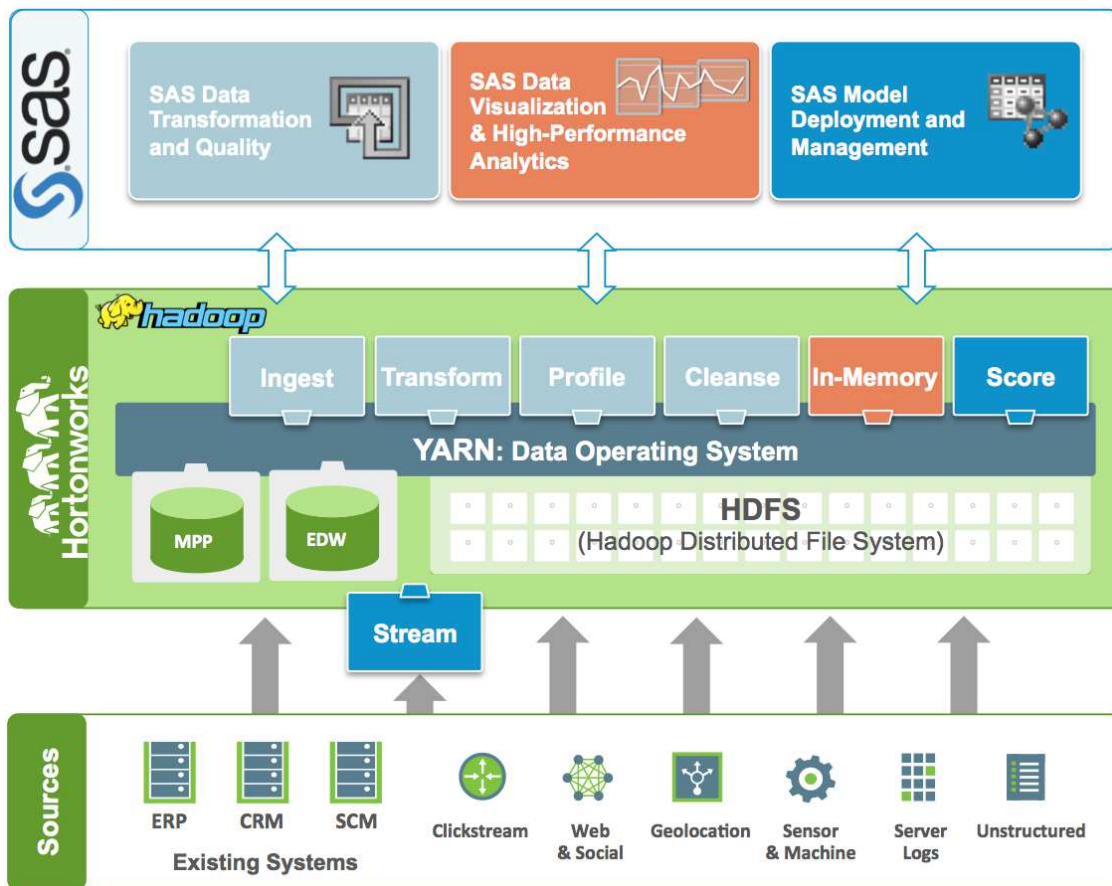 sas
SAS Data
Transformation
and Quality
SAS Data
Visualization
& High-Performance
Analytics
SAS Model
Deployment and
Management
Hortonworks
hadoop
Ingest
Transform
Profile
Cleanse
In-Memory
Score
YARN: Data Operating System
MPP
EDW
HDFS
(Hadoop Distributed File System)
Stream
Sources
ERP
CRM
SCM
Existing Systems
Clickstream
Web
& Social
Geolocation
Sensor
& Machine
Server
Logs
Unstructured